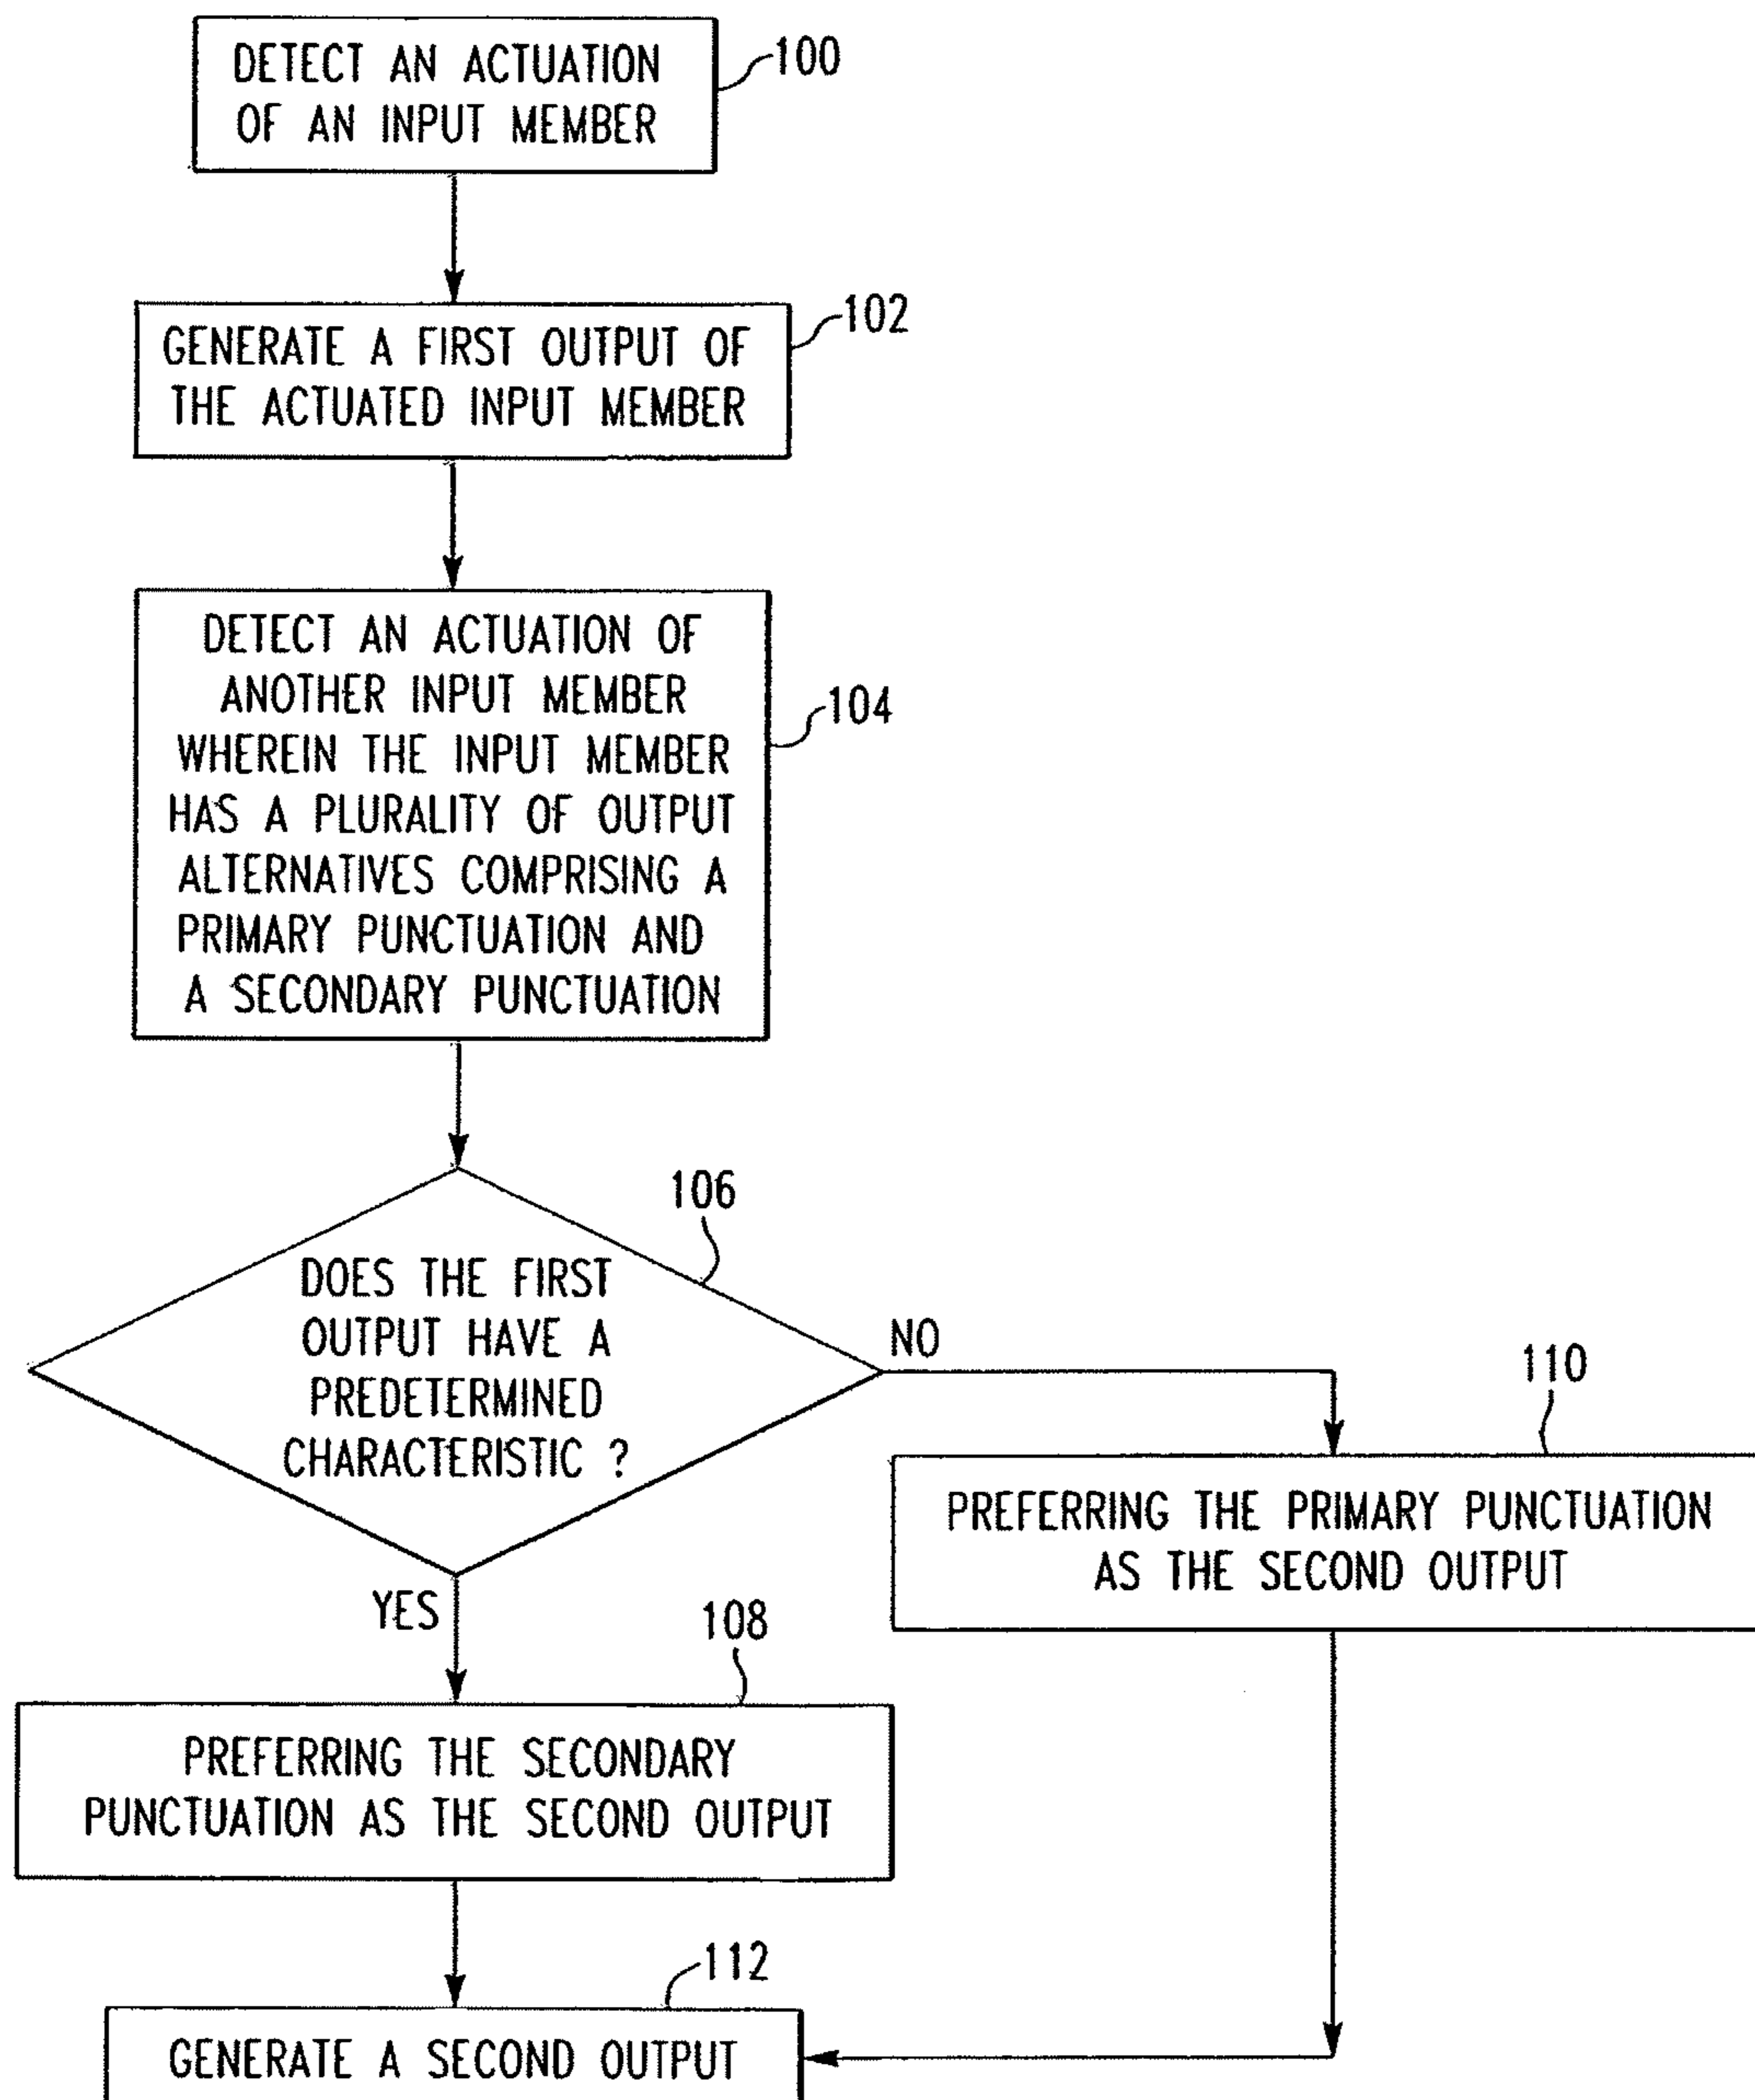 DETECT AN ACTUATION
OF AN INPUT MEMBER
100
GENERATE A FIRST OUTPUT OF
THE ACTUATED INPUT MEMBER
102
DETECT AN ACTUATION OF
ANOTHER INPUT MEMBER
WHEREIN THE INPUT MEMBER
HAS A PLURALITY OF OUTPUT
ALTERNATIVES COMPRISING A
PRIMARY PUNCTUATION AND
A SECONDARY PUNCTUATION
104
106
DOES THE FIRST
OUTPUT HAVE A
PREDETERMINED
CHARACTERISTIC ?
NO
110
PREFERRING THE PRIMARY PUNCTUATION
AS THE SECOND OUTPUT
YES
108
PREFERRING THE SECONDARY
PUNCTUATION AS THE SECOND OUTPUT
112
GENERATE A SECOND OUTPUT